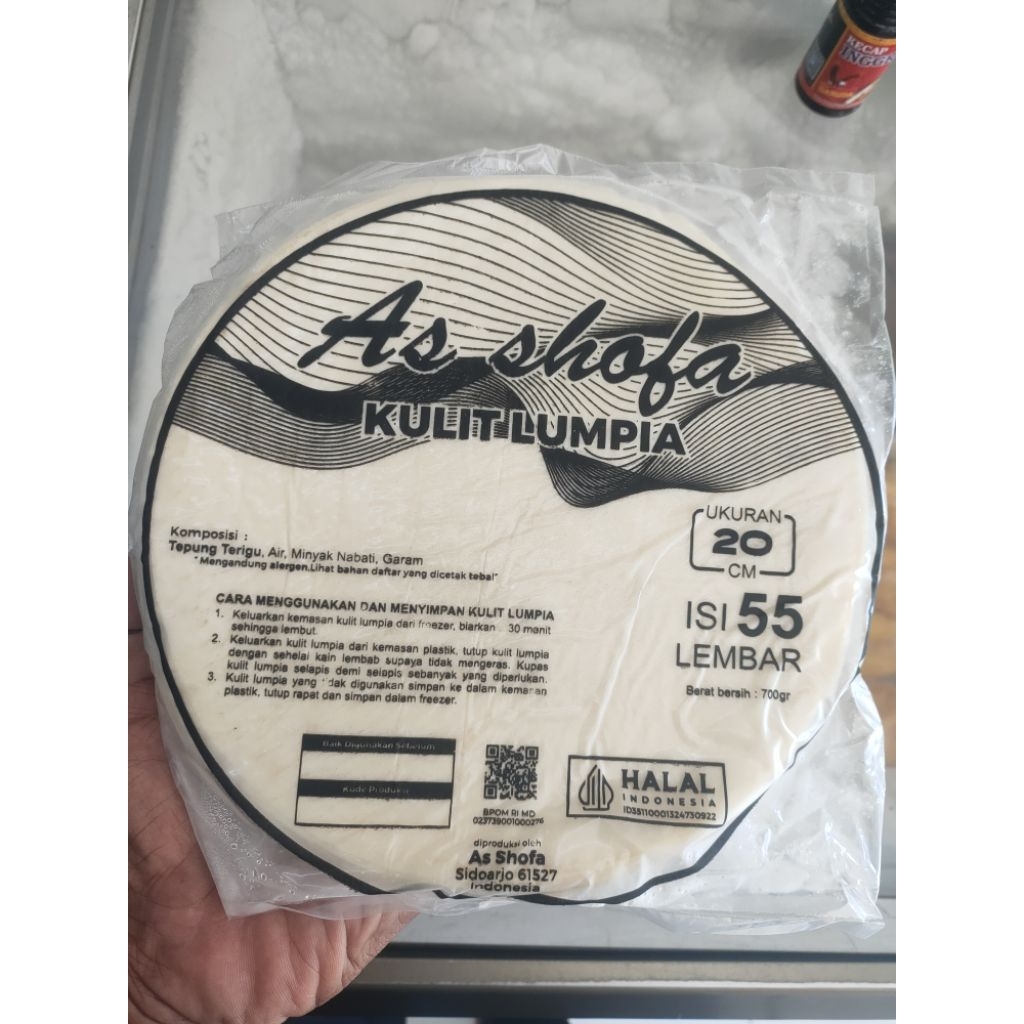 KECAP
INGG
As shofa
KULIT LUMPIA
UKURAN
20
CM
ISI 55
LEMBAR
Berat bersih : 700gr
Komposisi :
Tepung Terigu, Air, Minyak Nabati, Garam
"Mengandung alergen.Lihat bahan daftar yang dicetak tebal"
CARA MENGGUNAKAN DAN MENYIMPAN KULIT LUMPIA
1. Keluarkan kemasan kulit lumpia dari freezer, biarkan 30 menit
sehingga lembut.
2. Keluarkan kulit lumpia dari kemasan plastik, tutup kulit lumpia
dengan sehelai kain lembab supaya tidak mengeras. Kupas
kulit lumpia selapis demi selapis sebanyak yang diperlukan.
3. Kulit lumpia yang tidak digunakan simpan ke dalam kemasan
plastik, tutup rapat dan simpan dalam freezer.
Baik Digunakan Sebelum
Kode Produksi
BPOM RI MD
023739001000276
HALAL
INDONESIA
ID35110001324730922
diproduksi oleh
As Shofa
Sidoarjo 61527
Indonesia